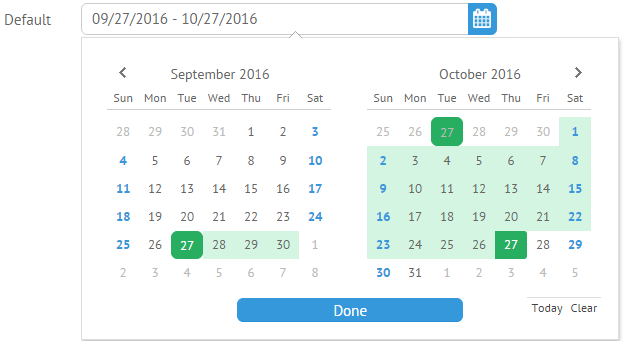 Default
09/27/2016 - 10/27/2016
September 2016
Sun Mon Tue Wed Thu Fri Sat
28 29 30 31 1 2 3
4 5 6 7 8 9 10
11 12 13 14 15 16 17
18 19 20 21 22 23 24
25 26 27 28 29 30 1
2 3 4 5 6 7 8
October 2016
Sun Mon Tue Wed Thu Fri Sat
25 26 27 28 29 30 1
2 3 4 5 6 7 8
9 10 11 12 13 14 15
16 17 18 19 20 21 22
23 24 25 26 27 28 29
30 31 1 2 3 4 5
Done
Today Clear